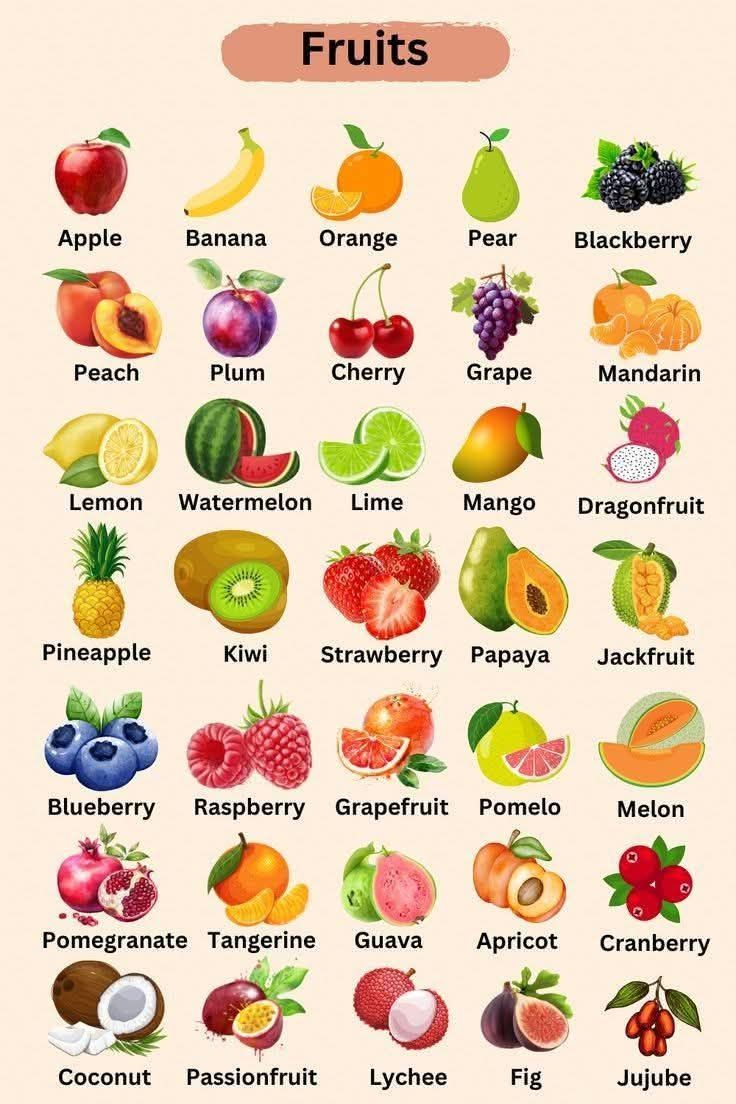 Fruits
Apple Banana Orange Pear Blackberry
Peach Plum Cherry Grape Mandarin
Lemon Watermelon Lime Mango Dragonfruit
Pineapple Kiwi Strawberry Papaya Jackfruit
Blueberry Raspberry Grapefruit Pomelo Melon
Pomegranate Tangerine Guava Apricot Cranberry
Coconut Passionfruit Lychee Fig Jujube